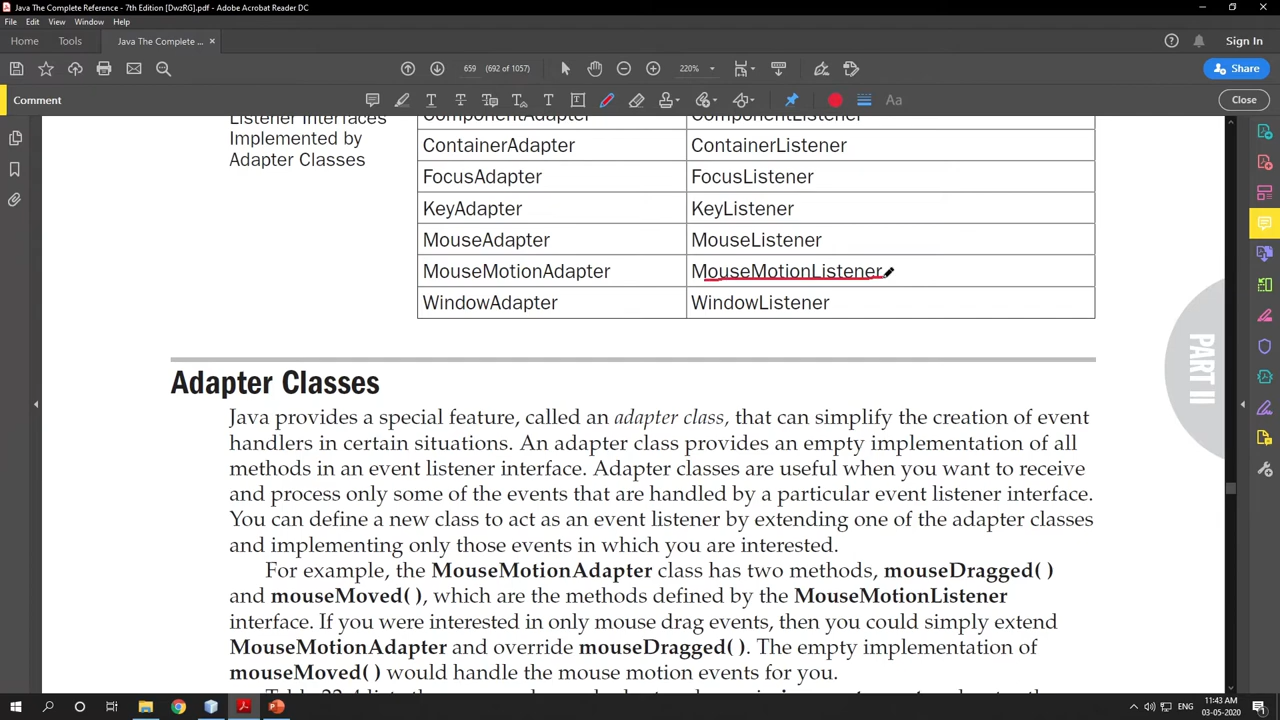 Java The Complete Reference - 7th Edition [DwzRG].pdf - Adobe Acrobat Reader DC
File Edit View Window Help
Home Tools Java The Complete ... × Sign In
659 (692 of 1057) 220% Share
Comment Aa Close
Listener Interfaces
Implemented by
Adapter Classes
ComponentAdapter ComponentListener
ContainerAdapter ContainerListener
FocusAdapter FocusListener
KeyAdapter KeyListener
MouseAdapter MouseListener
MouseMotionAdapter MouseMotionListener
WindowAdapter WindowListener
PART II
Adapter Classes
Java provides a special feature, called an adapter class, that can simplify the creation of event
handlers in certain situations. An adapter class provides an empty implementation of all
methods in an event listener interface. Adapter classes are useful when you want to receive
and process only some of the events that are handled by a particular event listener interface.
You can define a new class to act as an event listener by extending one of the adapter classes
and implementing only those events in which you are interested.
For example, the MouseMotionAdapter class has two methods, mouseDragged( )
and mouseMoved( ), which are the methods defined by the MouseMotionListener
interface. If you were interested in only mouse drag events, then you could simply extend
MouseMotionAdapter and override mouseDragged( ). The empty implementation of
mouseMoved( ) would handle the mouse motion events for you.
ENG
11:43 AM
03-05-2020